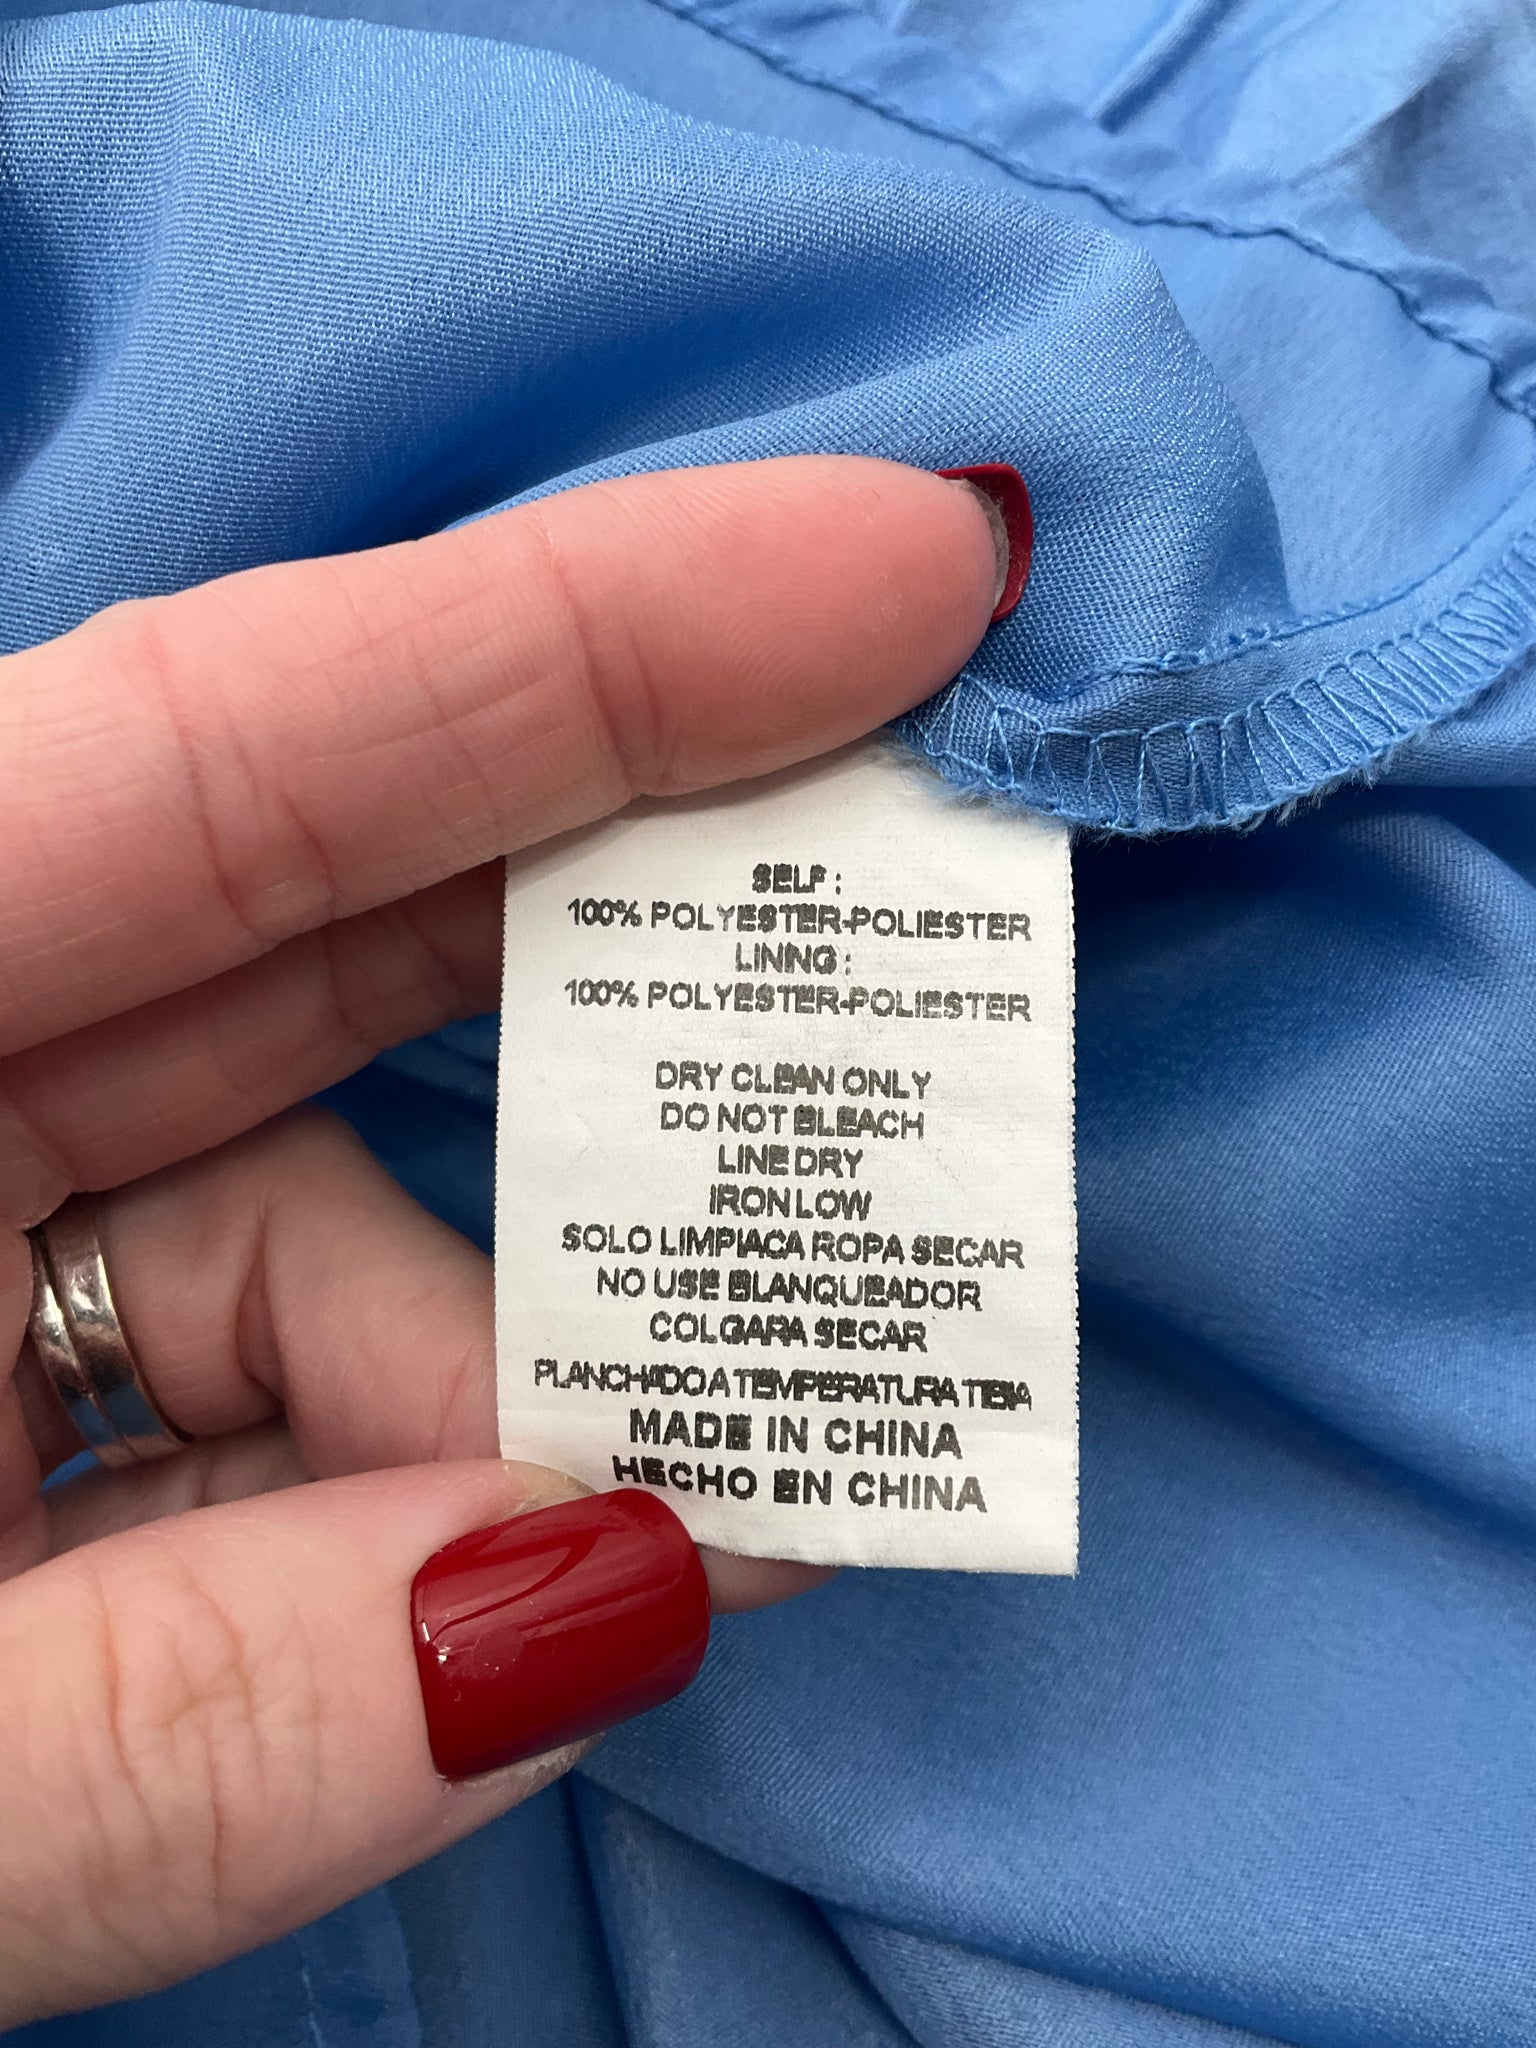 SELF :
100% POLYESTER-POLIESTER
LINNG :
100% POLYESTER-POLIESTER
DRY CLEAN ONLY
DO NOT BLEACH
LINE DRY
IRON LOW
SOLO LIMPIACA ROPA SECAR
NO USE BLANQUEADOR
COLGARA SECAR
PLANCHADO A TEMPERATURA TIBIA
MADE IN CHINA
HECHO EN CHINA